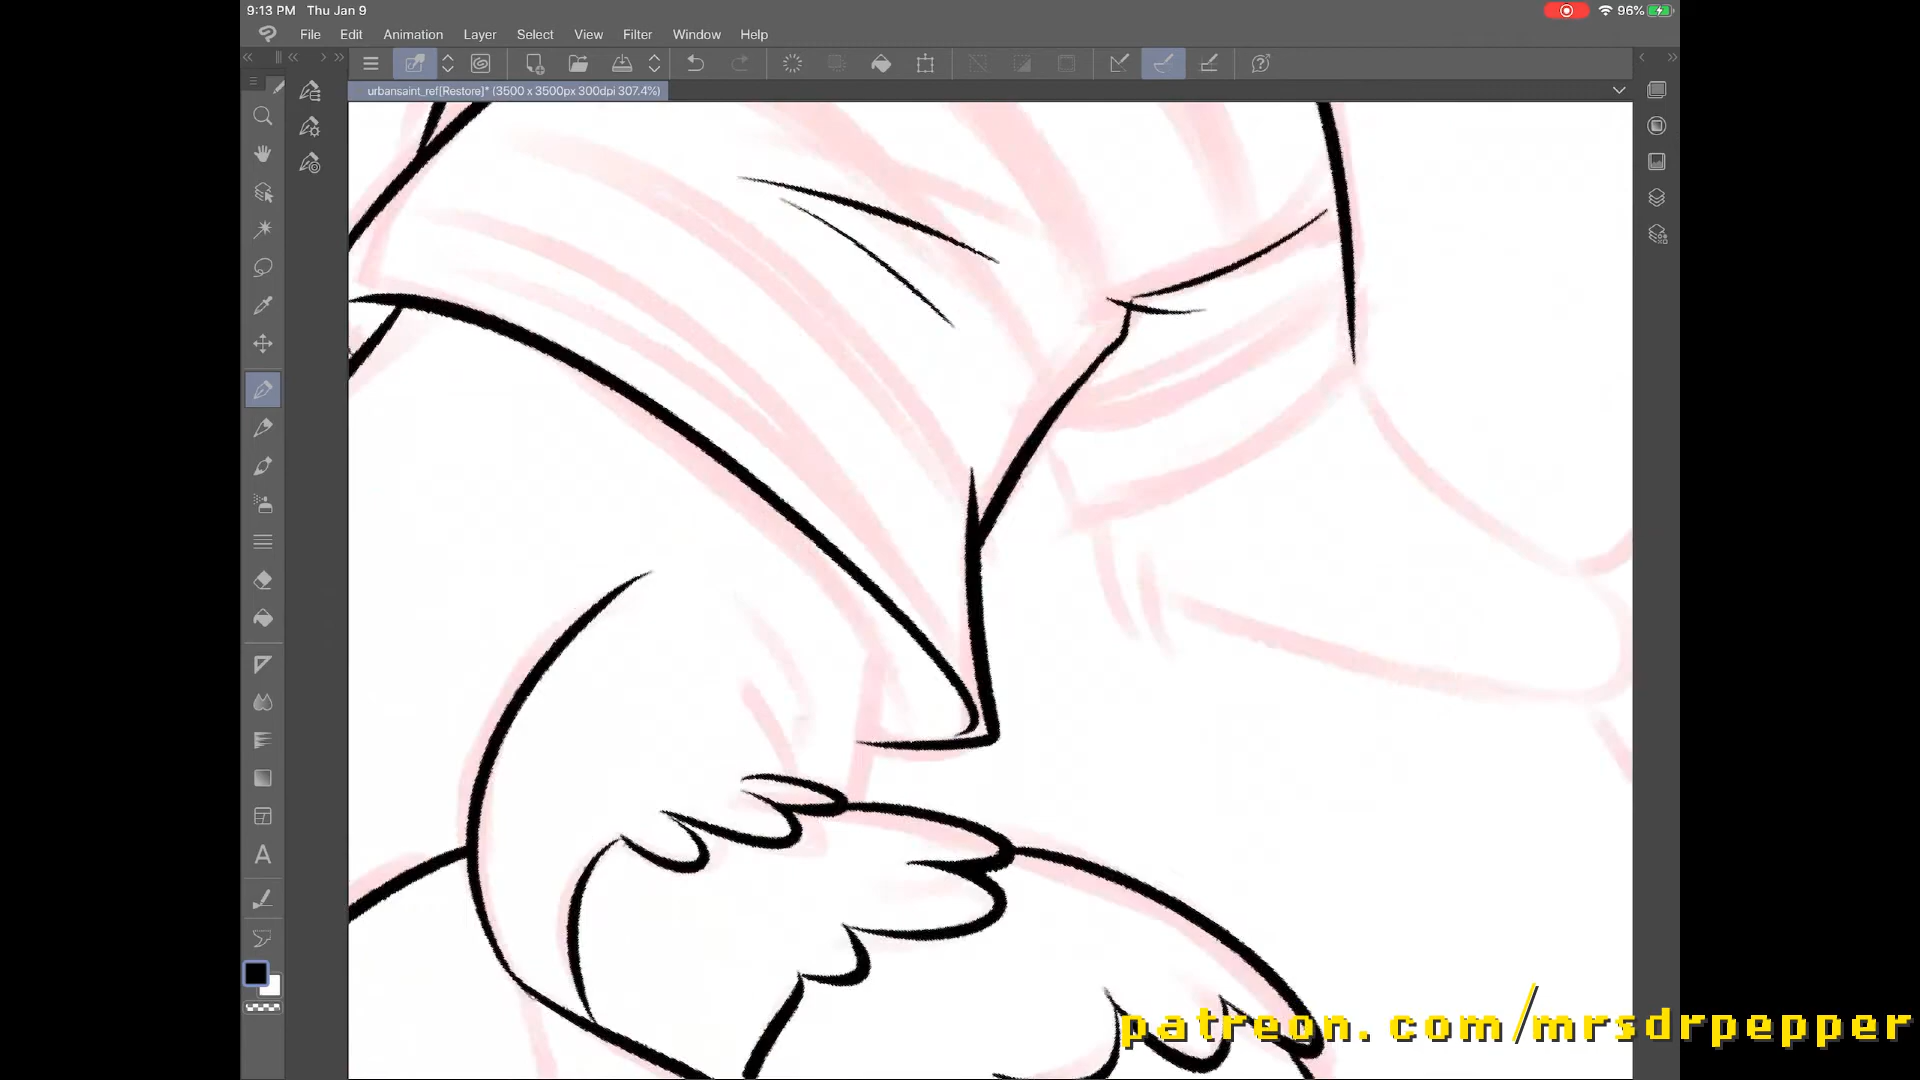 9:13 PM Thu Jan 9
96%
File Edit Animation Layer Select View Filter Window Help
urbansaint_ref[Restore]* (3500 x 3500px 300dpi 307.4%)
patreon.com/mrsdrpepper